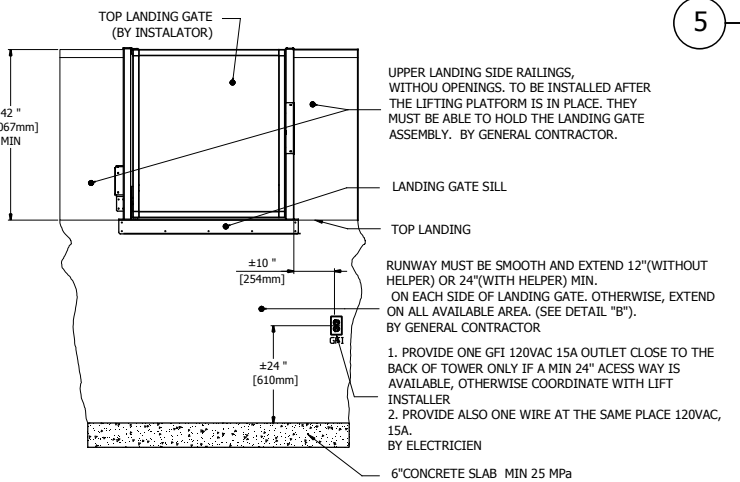 TOP LANDING GATE
(BY INSTALATOR)
5
42 "
067mm]
MIN
UPPER LANDING SIDE RAILINGS,
WITHOU OPENINGS. TO BE INSTALLED AFTER
THE LIFTING PLATFORM IS IN PLACE. THEY
MUST BE ABLE TO HOLD THE LANDING GATE
ASSEMBLY.  BY GENERAL CONTRACTOR.
LANDING GATE SILL
TOP LANDING
±10 "
[254mm]
RUNWAY MUST BE SMOOTH AND EXTEND 12"(WITHOUT
HELPER) OR 24"(WITH HELPER) MIN.
ON EACH SIDE OF LANDING GATE. OTHERWISE, EXTEND
ON ALL AVAILABLE AREA. (SEE DETAIL "B").
BY GENERAL CONTRACTOR
GFI
±24 "
[610mm]
1. PROVIDE ONE GFI 120VAC 15A OUTLET CLOSE TO THE
BACK OF TOWER ONLY IF A MIN 24" ACESS WAY IS
AVAILABLE, OTHERWISE COORDINATE WITH LIFT
INSTALLER
2. PROVIDE ALSO ONE WIRE AT THE SAME PLACE 120VAC,
15A.
BY ELECTRICIEN
6"CONCRETE SLAB  MIN 25 MPa